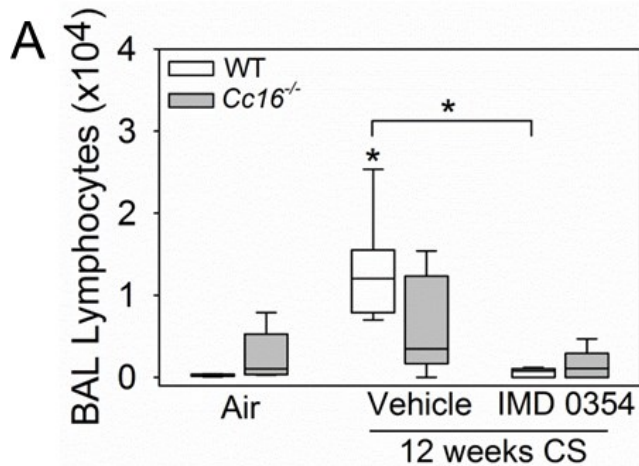 A
BAL Lymphocytes (x10⁴)
4
3
2
1
0
WT
Cc16⁻/⁻
*
*
Air
Vehicle
IMD 0354
12 weeks CS